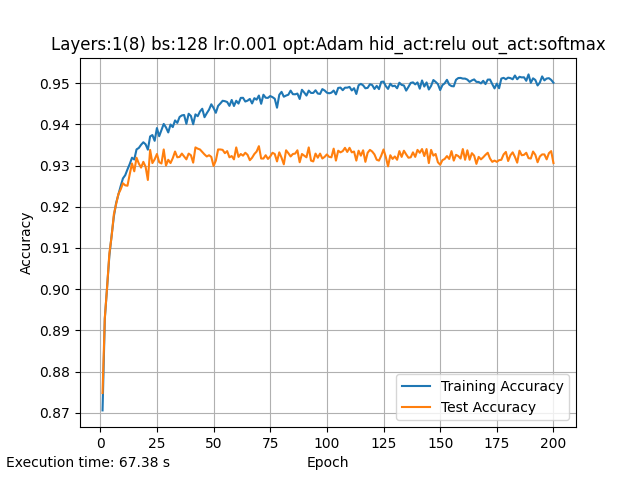 Layers:1(8) bs:128 lr:0.001 opt:Adam hid_act:relu out_act:softmax
0.95
0.94
0.93
0.92
0.91
0.90
0.89
0.88
0.87
Accuracy
Training Accuracy
Test Accuracy
0 25 50 75 100 125 150 175 200
Execution time: 67.38 s
Epoch